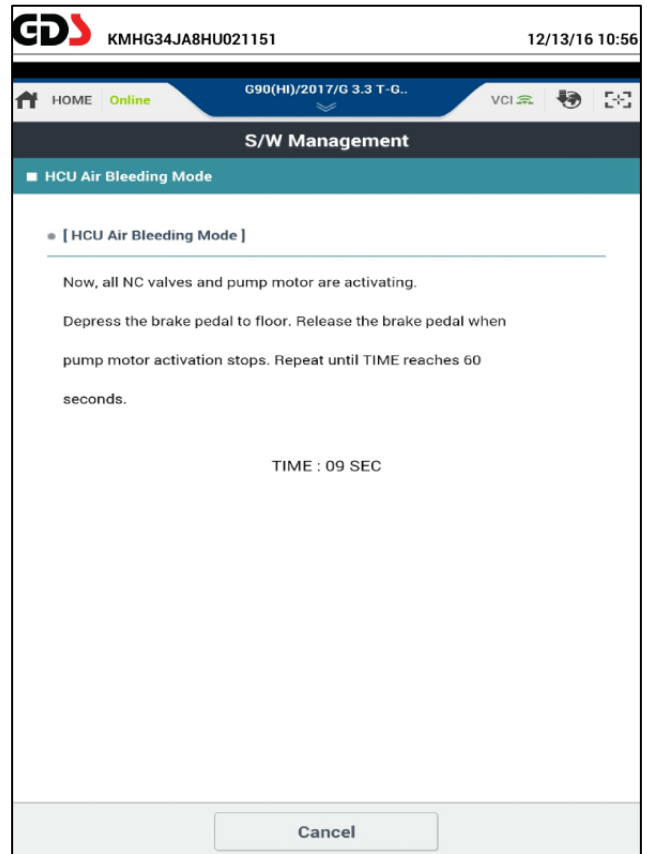 GDS KMHG34JA8HU021151 12/13/16 10:56
HOME Online G90(HI)/2017/G 3.3 T-G.. VCI
S/W Management
HCU Air Bleeding Mode
[ HCU Air Bleeding Mode ]
Now, all NC valves and pump motor are activating.
Depress the brake pedal to floor. Release the brake pedal when
pump motor activation stops. Repeat until TIME reaches 60
seconds.
TIME : 09 SEC
Cancel